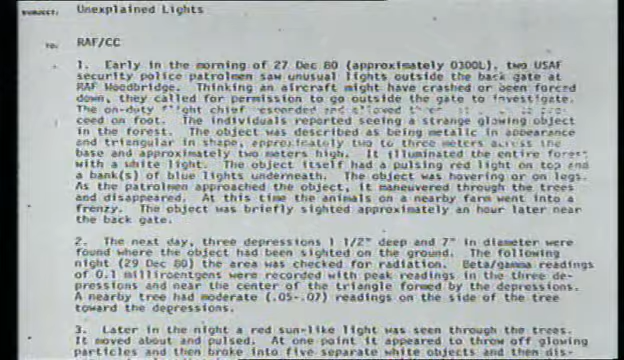 SUBJECT: Unexplained Lights
TO: RAF/CC
1. Early in the morning of 27 Dec 80 (approximately 0300L), two USAF
security police patrolmen saw unusual lights outside the back gate at
RAF Woodbridge. Thinking an aircraft might have crashed or been forced
down, they called for permission to go outside the gate to investigate.
The on-duty flight chief responded and allowed
ceed on foot. The individuals reported seeing a strange glowing object
in the forest. The object was described as being metalic in appearance
and triangular in shape, approximately two to three meters across the
base and approximately two meters high. It illuminated the entire forest
with a white light. The object itself had a pulsing red light on top and
a bank(s) of blue lights underneath. The object was hovering or on legs.
As the patrolmen approached the object, it maneuvered through the trees
and disappeared. At this time the animals on a nearby farm went into a
frenzy. The object was briefly sighted approximately an hour later near
the back gate.
2. The next day, three depressions 1 1/2" deep and 7" in diameter were
found where the object had been sighted on the ground. The following
night (29 Dec 80) the area was checked for radiation. Beta/gamma readings
of 0.1 milliroentgens were recorded with peak readings in the three de-
pressions and near the center of the triangle formed by the depressions.
A nearby tree had moderate (.05-.07) readings on the side of the tree
toward the depressions.
3. Later in the night a red sun-like light was seen through the trees.
It moved about and pulsed. At one point it appeared to throw off glowing
particles and then broke into five separate white objects and then dis-